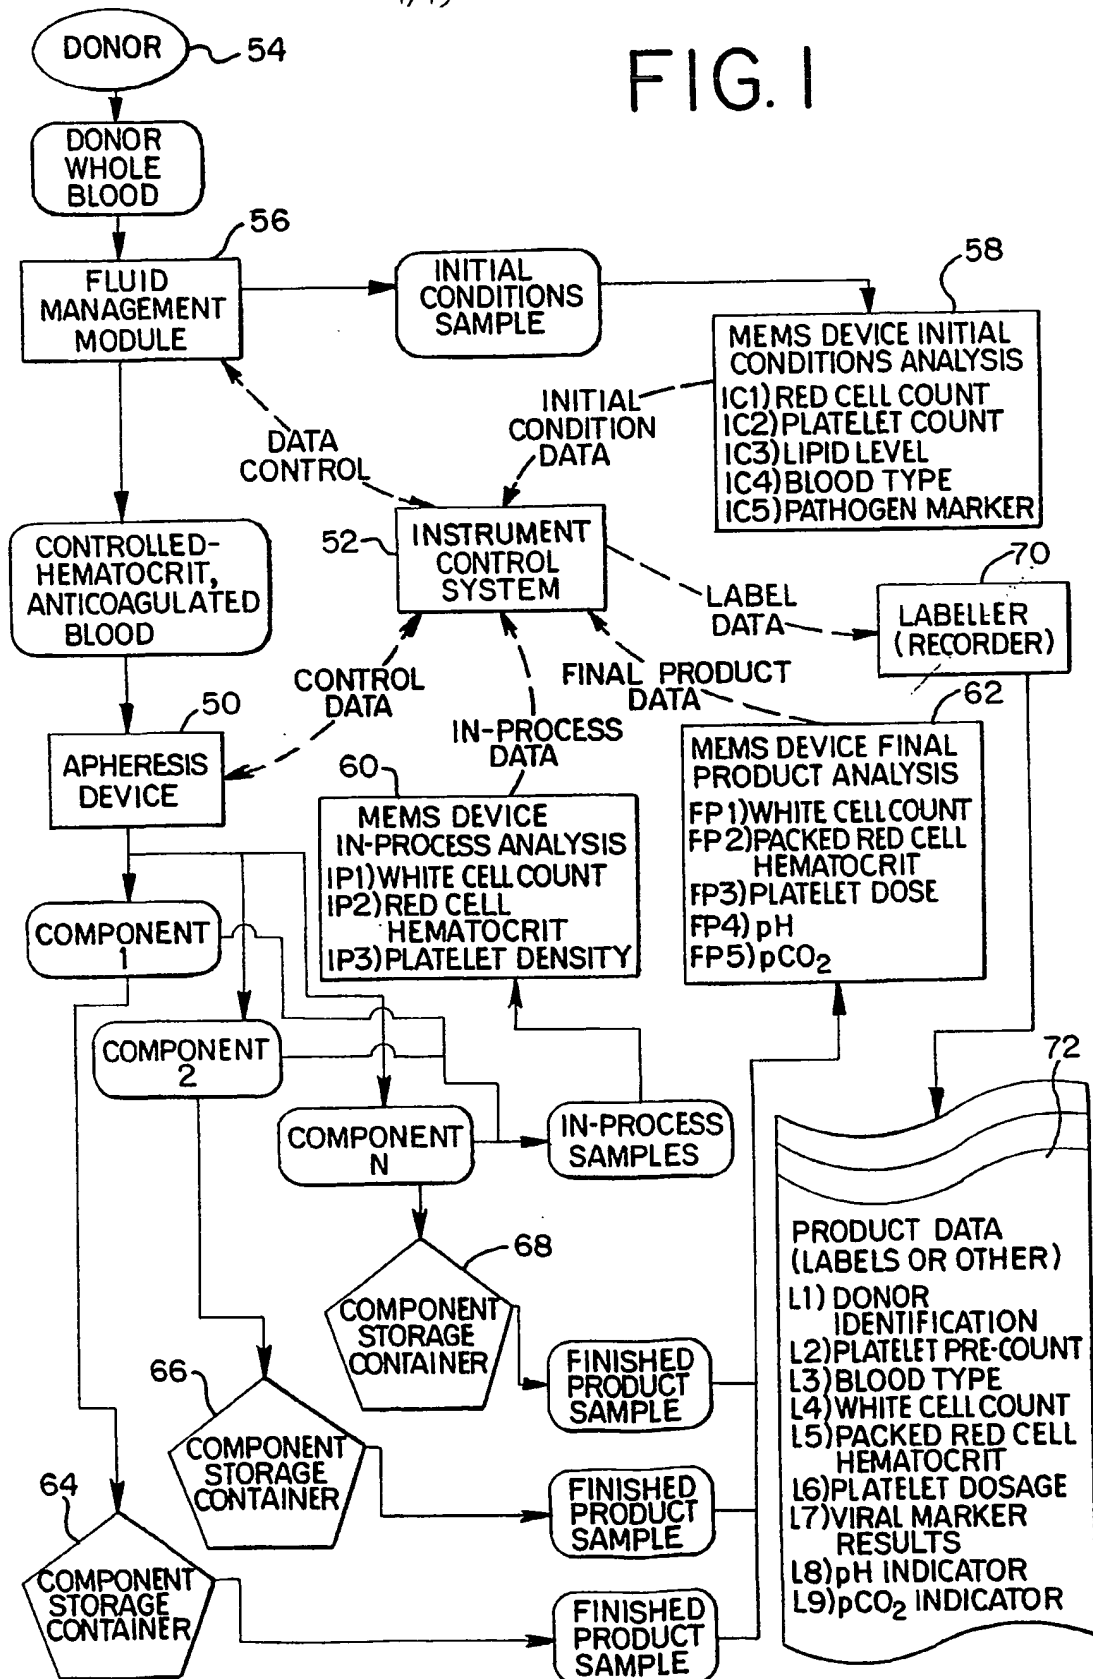 1/19
FIG. 1
DONOR
54
DONOR
WHOLE
BLOOD
56
FLUID
MANAGEMENT
MODULE
INITIAL
CONDITIONS
SAMPLE
58
MEMS DEVICE INITIAL
CONDITIONS ANALYSIS
IC1) RED CELL COUNT
IC2) PLATELET COUNT
IC3) LIPID LEVEL
IC4) BLOOD TYPE
IC5) PATHOGEN MARKER
INITIAL
CONDITION
DATA
DATA
CONTROL
52
INSTRUMENT
CONTROL
SYSTEM
CONTROLLED-
HEMATOCRIT,
ANTICOAGULATED
BLOOD
LABEL
DATA
70
LABELLER
(RECORDER)
50
APHERESIS
DEVICE
CONTROL
DATA
IN-PROCESS
DATA
FINAL PRODUCT
DATA
60
MEMS DEVICE
IN-PROCESS ANALYSIS
IP1) WHITE CELL COUNT
IP2) RED CELL
HEMATOCRIT
IP3) PLATELET DENSITY
62
MEMS DEVICE FINAL
PRODUCT ANALYSIS
FP1) WHITE CELL COUNT
FP2) PACKED RED CELL
HEMATOCRIT
FP3) PLATELET DOSE
FP4) pH
FP5) pCO2
COMPONENT
1
COMPONENT
2
COMPONENT
N
IN-PROCESS
SAMPLES
68
COMPONENT
STORAGE
CONTAINER
FINISHED
PRODUCT
SAMPLE
66
COMPONENT
STORAGE
CONTAINER
FINISHED
PRODUCT
SAMPLE
64
COMPONENT
STORAGE
CONTAINER
FINISHED
PRODUCT
SAMPLE
72
PRODUCT DATA
(LABELS OR OTHER)
L1) DONOR
IDENTIFICATION
L2) PLATELET PRE-COUNT
L3) BLOOD TYPE
L4) WHITE CELL COUNT
L5) PACKED RED CELL
HEMATOCRIT
L6) PLATELET DOSAGE
L7) VIRAL MARKER
RESULTS
L8) pH INDICATOR
L9) pCO2 INDICATOR